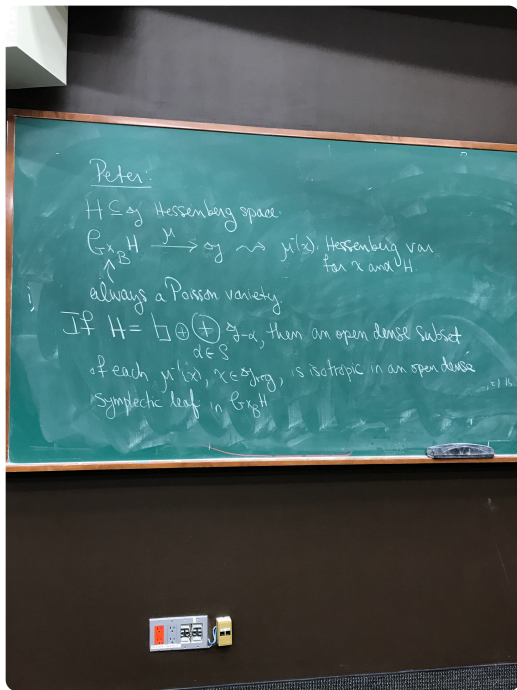 Peter:
H ⊆ 𝔤 Hessenberg space.
G×_B H —μ→ 𝔤 ⇝ μ⁻¹(x). Hessenberg var.
for x and H
↑
always a Poisson variety.
If H = 𝔟 ⊕ ⊕_{α∈S} 𝔤_{-α}, then an open dense subset
of each μ⁻¹(x), x ∈ 𝔤_reg, is isotropic in an open dense
symplectic leaf in G×_B H